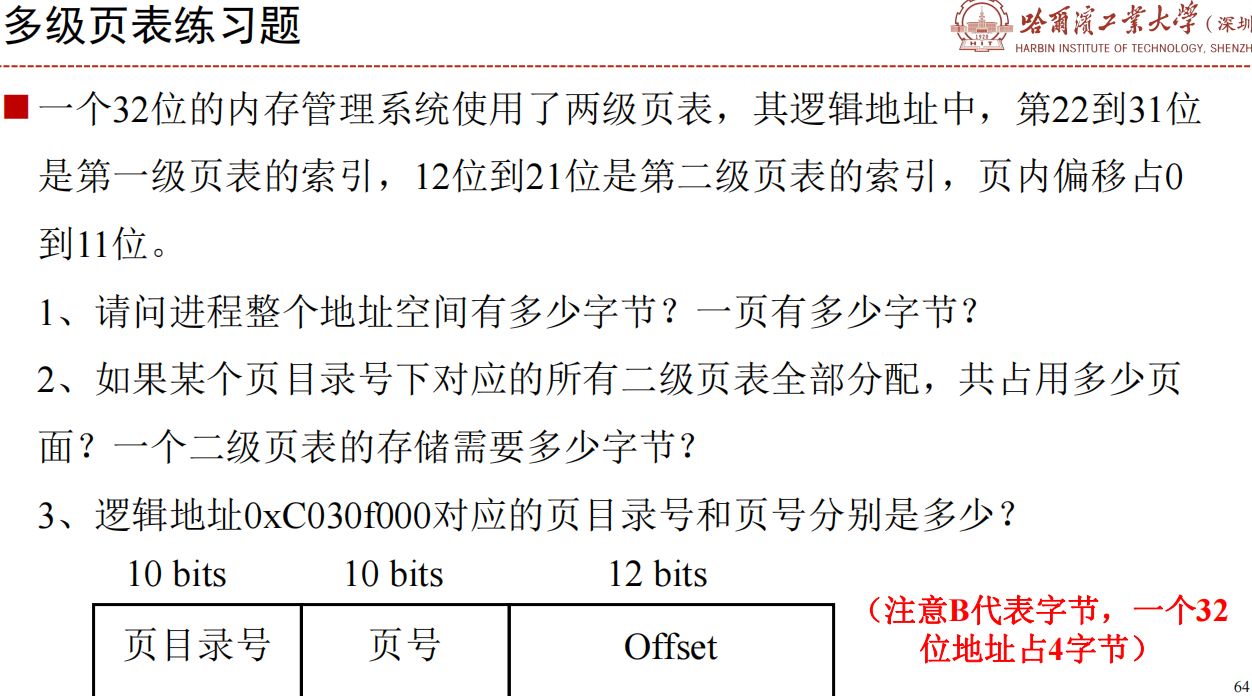 多级页表练习题
哈尔滨工业大学(深圳
HARBIN INSTITUTE OF TECHNOLOGY, SHENZH
HIT
一个32位的内存管理系统使用了两级页表，其逻辑地址中，第22到31位
是第一级页表的索引，12位到21位是第二级页表的索引，页内偏移占0
到11位。
1、请问进程整个地址空间有多少字节？一页有多少字节？
2、如果某个页目录号下对应的所有二级页表全部分配，共占用多少页
面？一个二级页表的存储需要多少字节？
3、逻辑地址0xC030f000对应的页目录号和页号分别是多少？
10 bits 10 bits 12 bits
页目录号 页号 Offset
（注意B代表字节，一个32
位地址占4字节）
64